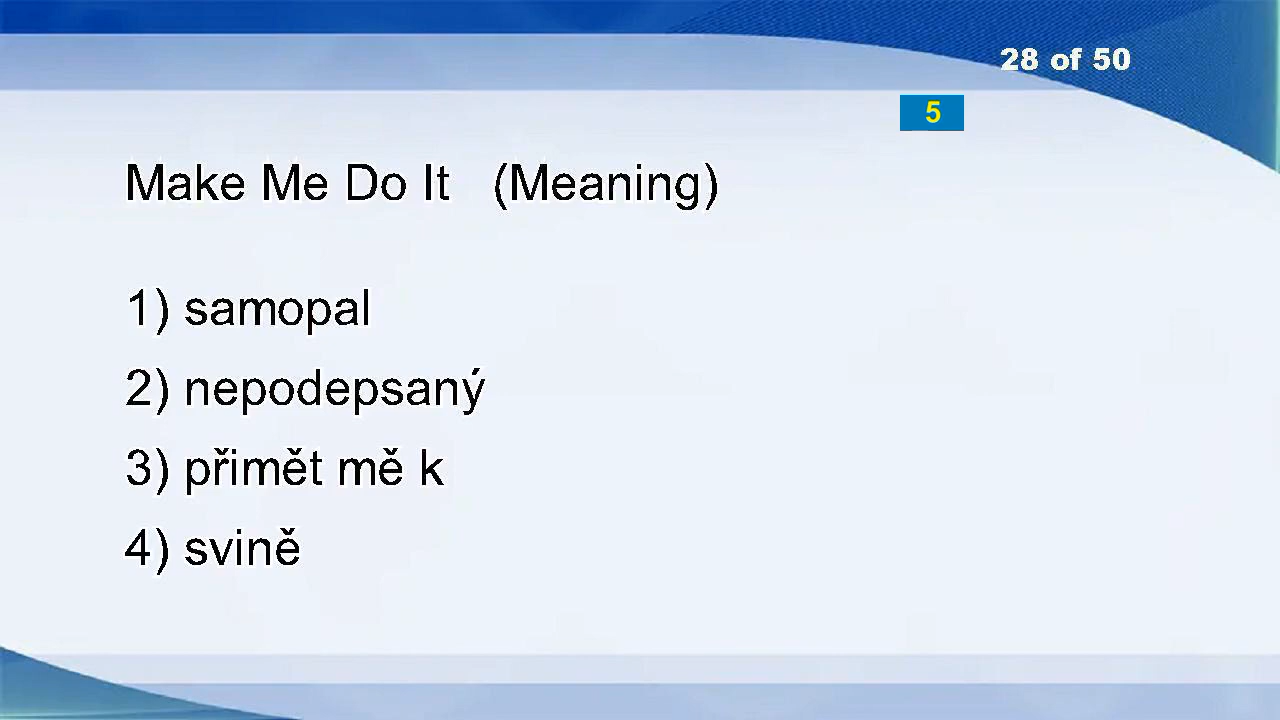 28 of 50
5
Make Me Do It (Meaning)
1) samopal
2) nepodepsaný
3) přimět mě k
4) svině